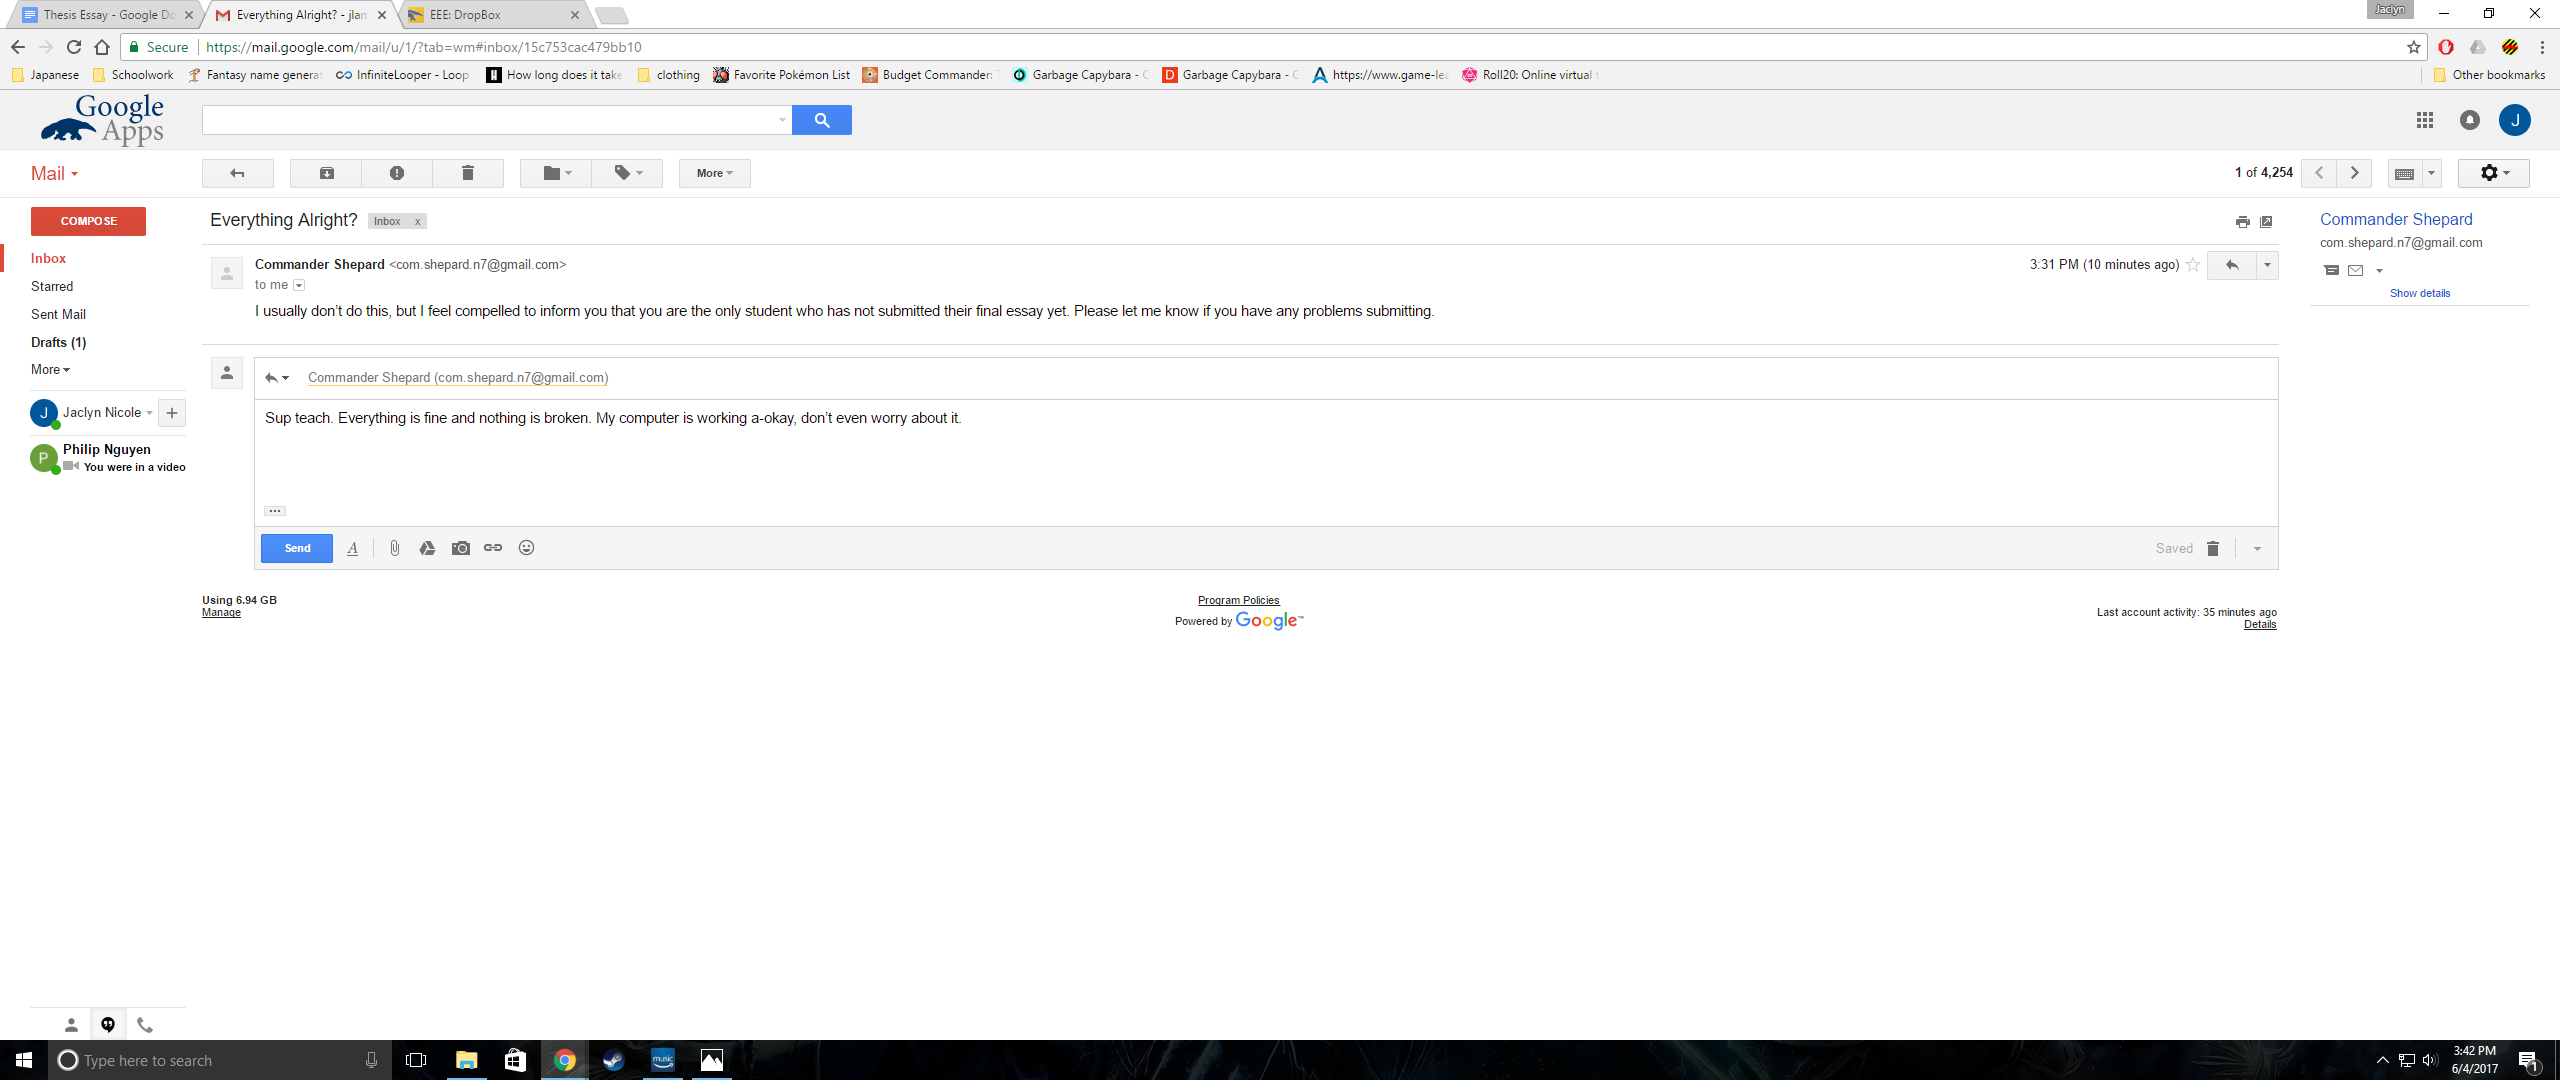 Thesis Essay - Google Do
Everything Alright? - jlam
EEE: DropBox
Jaclyn
Secure
https://mail.google.com/mail/u/1/?tab=wm#inbox/15c753cac479bb10
Japanese
Schoolwork
Fantasy name generat
InfiniteLooper - Loop
How long does it take
clothing
Favorite Pokémon List
Budget Commander:
Garbage Capybara - C
Garbage Capybara - C
https://www.game-lea
Roll20: Online virtual
Other bookmarks
Google Apps
J
Mail
More
1 of 4,254
COMPOSE
Everything Alright?
Inbox x
Commander Shepard
com.shepard.n7@gmail.com
Show details
Inbox
Starred
Sent Mail
Drafts (1)
More
Commander Shepard <com.shepard.n7@gmail.com>
3:31 PM (10 minutes ago)
to me
I usually don't do this, but I feel compelled to inform you that you are the only student who has not submitted their final essay yet. Please let me know if you have any problems submitting.
Commander Shepard (com.shepard.n7@gmail.com)
J
Jaclyn Nicole
P
Philip Nguyen
You were in a video
Sup teach. Everything is fine and nothing is broken. My computer is working a-okay, don't even worry about it.
Send
Saved
Using 6.94 GB
Manage
Program Policies
Powered by Google™
Last account activity: 35 minutes ago
Details
Type here to search
music
3:42 PM
6/4/2017
1